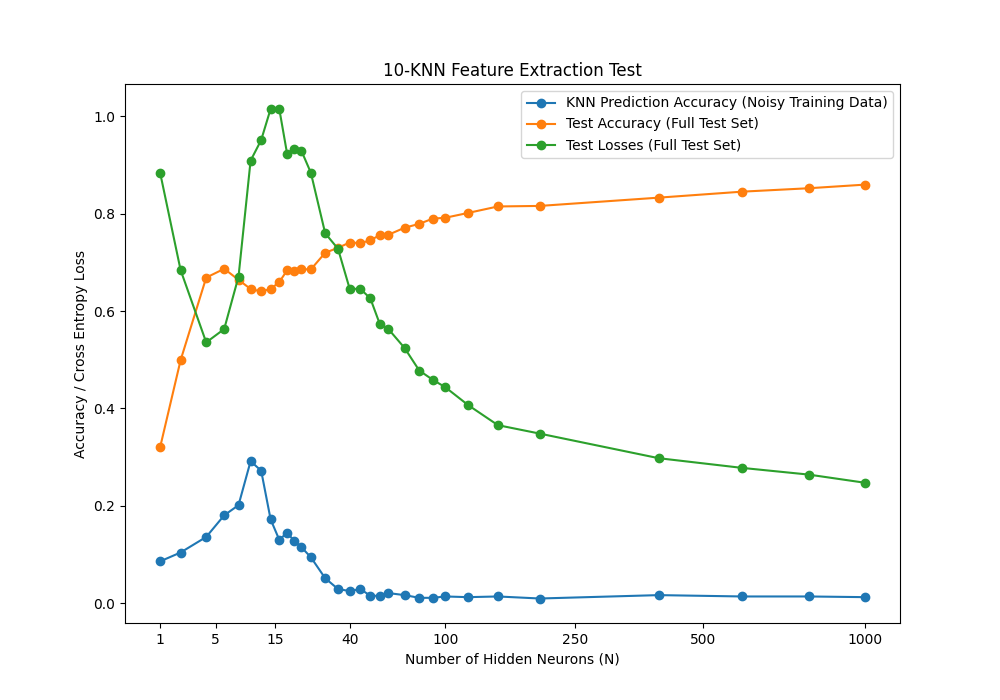 10-KNN Feature Extraction Test
KNN Prediction Accuracy (Noisy Training Data)
Test Accuracy (Full Test Set)
Test Losses (Full Test Set)
Accuracy / Cross Entropy Loss
1.0
0.8
0.6
0.4
0.2
0.0
1 5 15 40 100 250 500 1000
Number of Hidden Neurons (N)